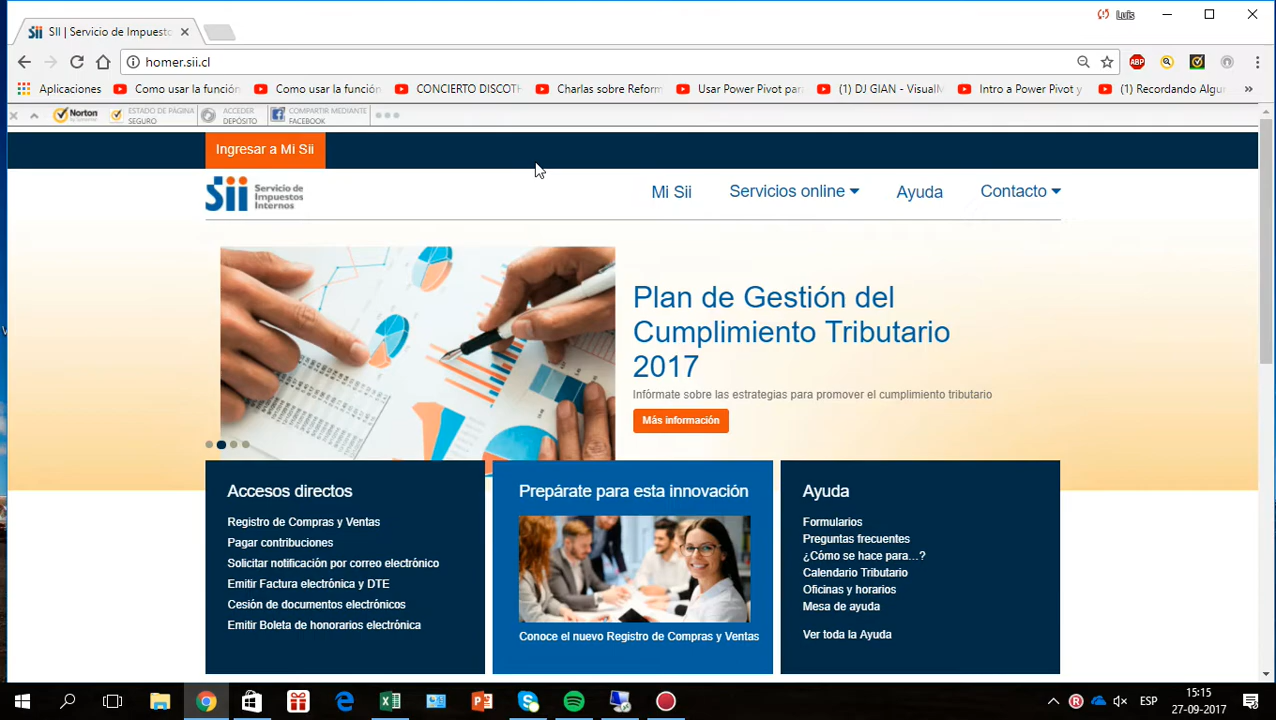 Luis
Sii SII | Servicio de Impuesto
homer.sii.cl
ABP
Aplicaciones Como usar la función Como usar la función CONCIERTO DISCOTH Charlas sobre Reform Usar Power Pivot para (1) DJ GIAN - VisualM Intro a Power Pivot y (1) Recordando Algu »
Norton ESTADO DE PÁGINA SEGURO ACCEDER DEPÓSITO COMPARTIR MEDIANTE FACEBOOK
Ingresar a Mi Sii
Sii Servicio de Impuestos Internos
Mi Sii Servicios online Ayuda Contacto
Plan de Gestión del
Cumplimiento Tributario
2017
Infórmate sobre las estrategias para promover el cumplimiento tributario
Más información
Accesos directos
Registro de Compras y Ventas
Pagar contribuciones
Solicitar notificación por correo electrónico
Emitir Factura electrónica y DTE
Cesión de documentos electrónicos
Emitir Boleta de honorarios electrónica
Prepárate para esta innovación
Conoce el nuevo Registro de Compras y Ventas
Ayuda
Formularios
Preguntas frecuentes
¿Cómo se hace para...?
Calendario Tributario
Oficinas y horarios
Mesa de ayuda
Ver toda la Ayuda
ESP
15:15
27-09-2017